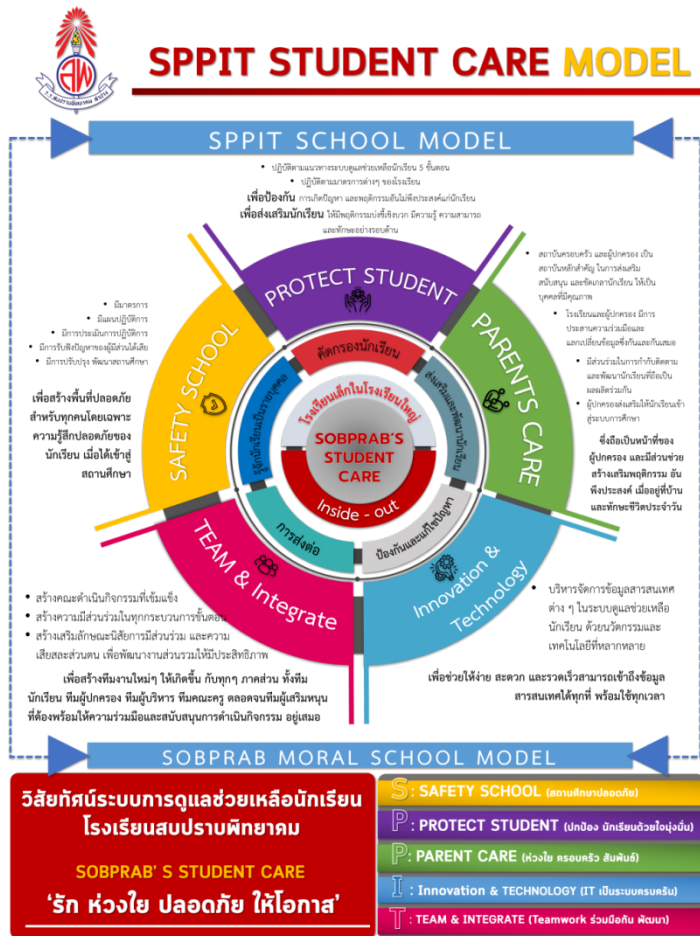 SPPIT STUDENT CARE MODEL
SPPIT SCHOOL MODEL
• ปฏิบัติตามแนวทางระบบดูแลช่วยเหลือนักเรียน 5 ขั้นตอน
• ปฏิบัติตามมาตรการต่างๆ ของโรงเรียน
เพื่อป้องกัน การเกิดปัญหา และพฤติกรรมอันไม่พึงประสงค์แก่นักเรียน
เพื่อส่งเสริมนักเรียน ให้มีพฤติกรรมบ่งชี้เชิงบวก มีความรู้ ความสามารถ
และทักษะอย่างรอบด้าน
PROTECT STUDENT
• สถาบันครอบครัว และผู้ปกครอง เป็น
สถาบันหลักสำคัญ ในการส่งเสริม
สนับสนุน และขัดเกลานักเรียน ให้เป็น
บุคคลที่มีคุณภาพ
• โรงเรียนและผู้ปกครอง มีการ
ประสานความร่วมมือและ
แลกเปลี่ยนข้อมูลซึ่งกันและกันเสมอ
• มีส่วนร่วมในการกำกับติดตาม
และพัฒนานักเรียนที่ถือเป็น
ผลผลิตร่วมกัน
• ผู้ปกครองส่งเสริมให้นักเรียนเข้า
สู่ระบบการศึกษา
ซึ่งถือเป็นหน้าที่ของ
ผู้ปกครอง และมีส่วนช่วย
สร้างเสริมพฤติกรรม อัน
พึงประสงค์ เมื่ออยู่ที่บ้าน
และทักษะชีวิตประจำวัน
PARENTS CARE
• มีมาตรการ
• มีแผนปฏิบัติการ
• มีการประเมินการปฏิบัติการ
• มีการรับฟังปัญหาของผู้มีส่วนได้เสีย
• มีการปรับปรุง พัฒนาสถานศึกษา
เพื่อสร้างพื้นที่ปลอดภัย
สำหรับทุกคนโดยเฉพาะ
ความรู้สึกปลอดภัยของ
นักเรียน เมื่อได้เข้าสู่
สถานศึกษา
SAFETY SCHOOL
คัดกรองนักเรียน
รู้จักนักเรียนเป็นรายบุคคล
ส่งเสริมและพัฒนานักเรียน
โรงเรียนเด็กในโรงเรียนใหญ่
SOBPRAB'S
STUDENT
CARE
Inside - out
การส่งต่อ
ป้องกันและแก้ไขปัญหา
TEAM & Integrate
Innovation &
Technology
• สร้างคณะดำเนินกิจกรรมที่เข้มแข็ง
• สร้างความมีส่วนร่วมในทุกกระบวนการขั้นตอน
• สร้างเสริมลักษณะนิสัยการมีส่วนร่วม และความ
เสียสละส่วนตน เพื่อพัฒนางานส่วนรวมให้มีประสิทธิภาพ
เพื่อสร้างทีมงานใหม่ๆ ให้เกิดขึ้น กับทุกๆ ภาคส่วน ทั้งทีม
นักเรียน ทีมผู้ปกครอง ทีมผู้บริหาร ทีมคณะครู ตลอดจนทีมผู้เสริมหนุน
ที่ต้องพร้อมให้ความร่วมมือและสนับสนุนการดำเนินกิจกรรม อยู่เสมอ
• บริหารจัดการข้อมูลสารสนเทศ
ต่าง ๆ ในระบบดูแลช่วยเหลือ
นักเรียน ด้วยนวัตกรรมและ
เทคโนโลยีที่หลากหลาย
เพื่อช่วยให้ง่าย สะดวก และรวดเร็วสามารถเข้าถึงข้อมูล
สารสนเทศได้ทุกที่ พร้อมใช้ทุกเวลา
SOBPRAB MORAL SCHOOL MODEL
วิสัยทัศน์ระบบการดูแลช่วยเหลือนักเรียน
โรงเรียนสบปราบพิทยาคม
SOBPRAB' S STUDENT CARE
'รัก ห่วงใย ปลอดภัย ให้โอกาส'
S : SAFETY SCHOOL (สถานศึกษาปลอดภัย)
P : PROTECT STUDENT (ปกป้อง นักเรียนด้วยใจมุ่งมั่น)
P : PARENT CARE (ห่วงใย ครอบครัว สัมพันธ์)
I : Innovation & TECHNOLOGY (IT เป็นระบบครบครัน)
T : TEAM & INTEGRATE (Teamwork ร่วมมือกัน พัฒนา)